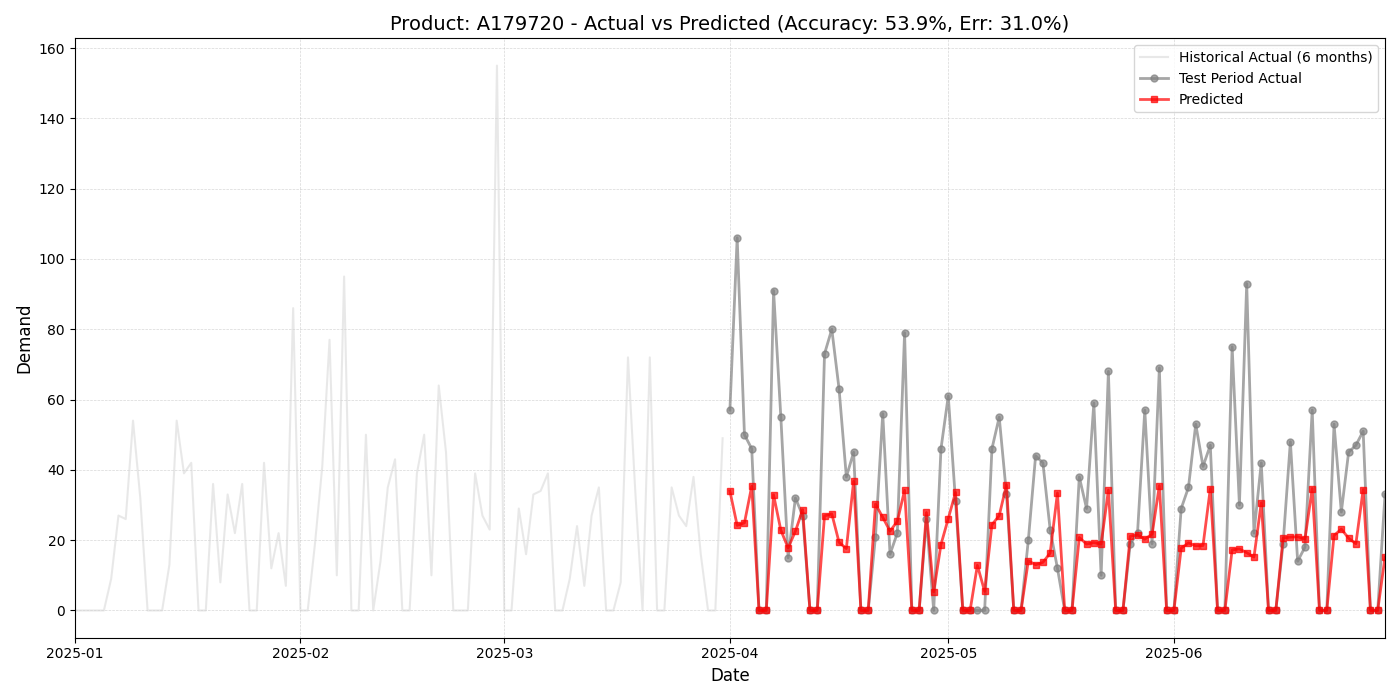 Product: A179720 - Actual vs Predicted (Accuracy: 53.9%, Err: 31.0%)
Historical Actual (6 months)
Test Period Actual
Predicted
Demand
160
140
120
100
80
60
40
20
0
2025-01
2025-02
2025-03
2025-04
2025-05
2025-06
Date